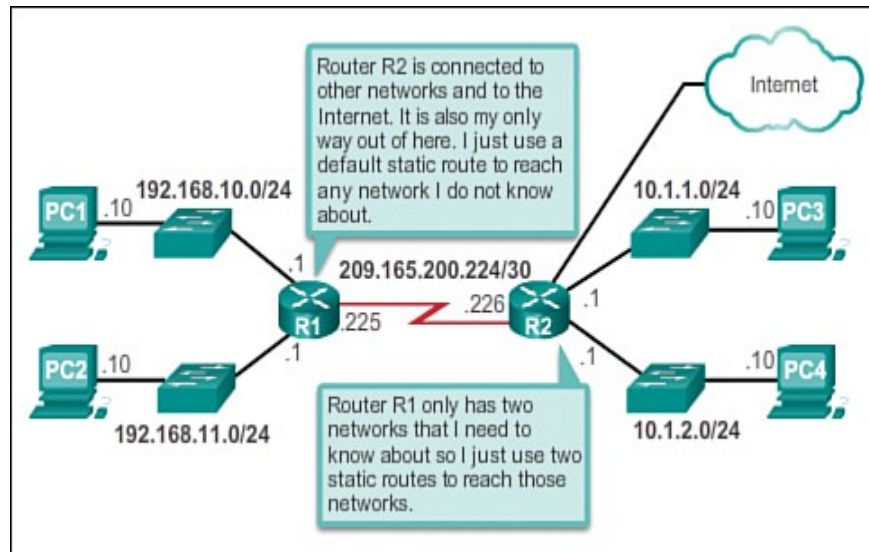 Router R2 is connected to
other networks and to the
Internet. It is also my only
way out of here. I just use a
default static route to reach
any network I do not know
about.
Internet
192.168.10.0/24
10.1.1.0/24
PC1
.10
.10
PC3
.1
209.165.200.224/30
.1
R1
.225
.226
R2
.1
.1
PC2
.10
.10
PC4
192.168.11.0/24
10.1.2.0/24
Router R1 only has two
networks that I need to
know about so I just use two
static routes to reach those
networks.